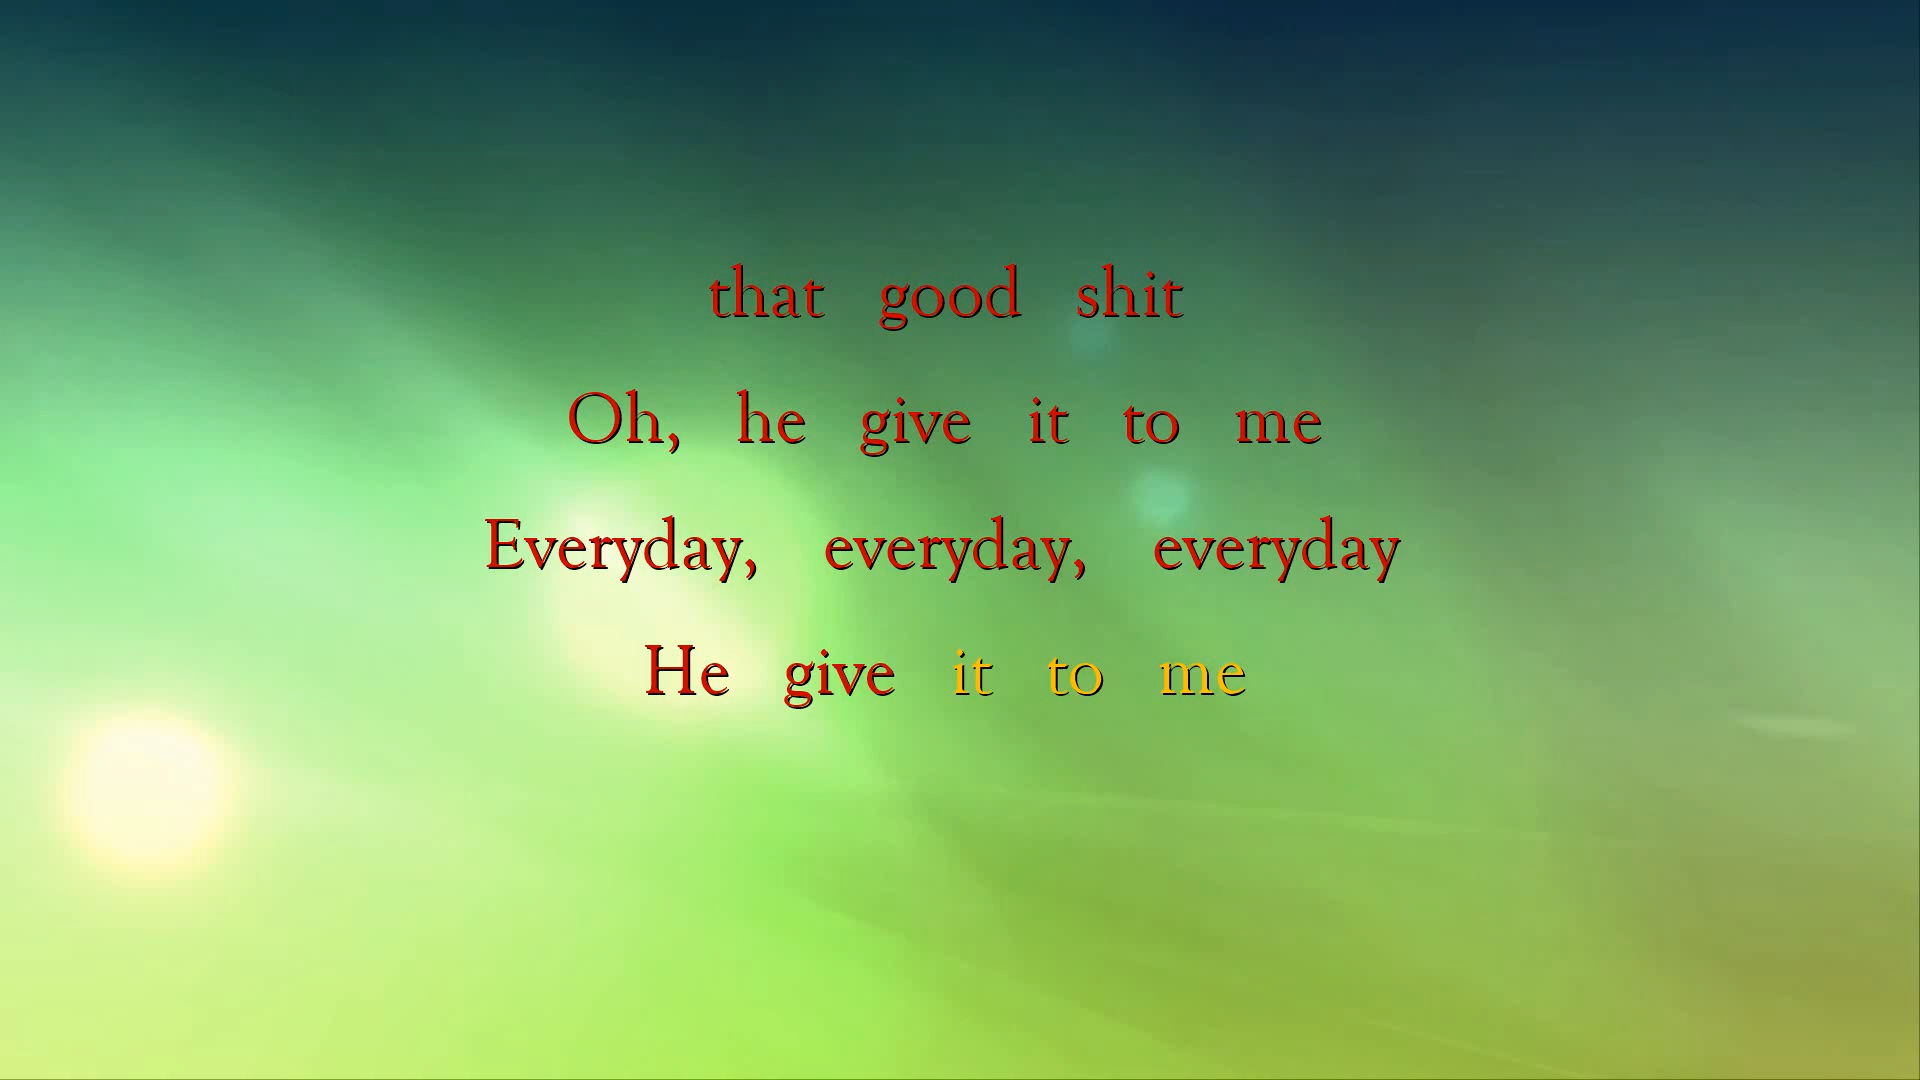 that good shit
Oh, he give it to me
Everyday, everyday, everyday
He give it to me